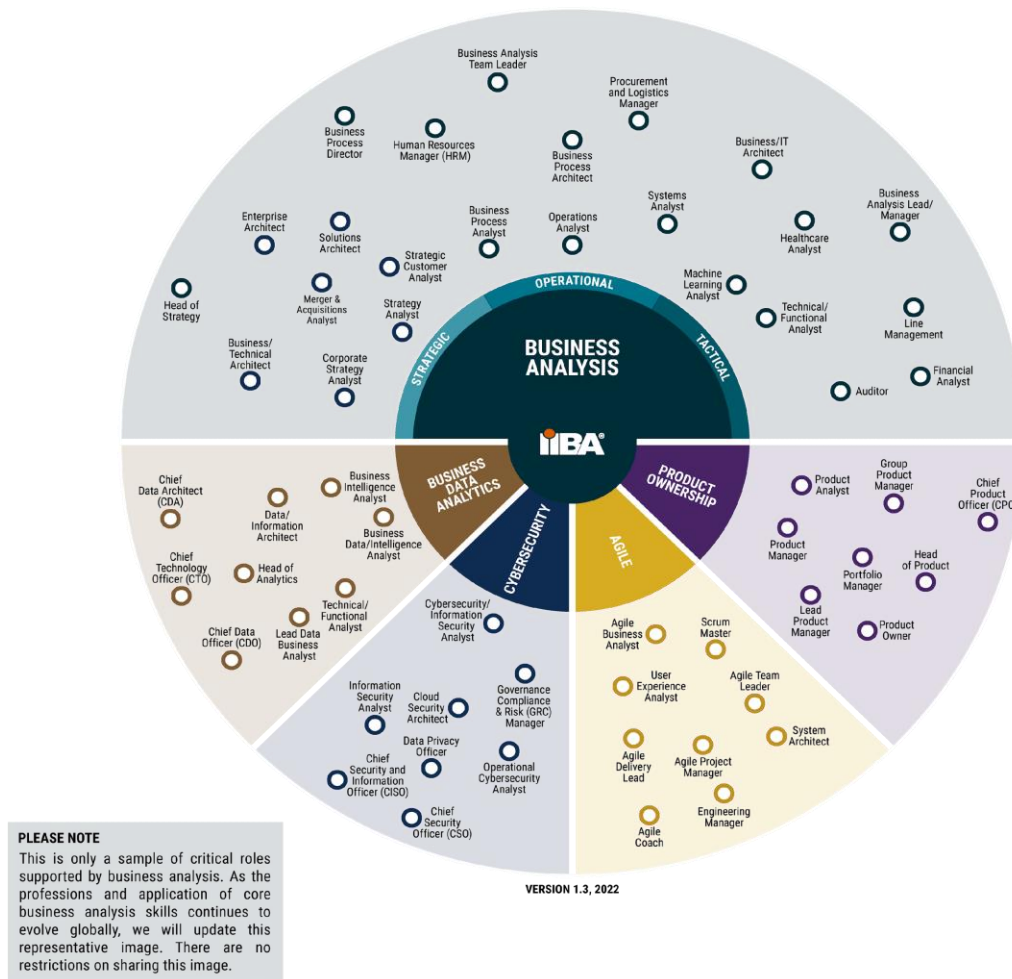 Business Analysis
Team Leader
Procurement
and Logistics
Manager
Business
Process
Director
Human Resources
Manager (HRM)
Business
Process
Architect
Business/IT
Architect
Business
Analysis Lead/
Manager
Enterprise
Architect
Solutions
Architect
Business
Process
Analyst
Operations
Analyst
Systems
Analyst
Healthcare
Analyst
Strategic
Customer
Analyst
Head of
Strategy
Merger &
Acquisitions
Analyst
Strategy
Analyst
Machine
Learning
Analyst
Technical/
Functional
Analyst
Line
Management
Business/
Technical
Architect
Corporate
Strategy
Analyst
Auditor
Financial
Analyst
STRATEGIC
OPERATIONAL
TACTICAL
BUSINESS
ANALYSIS
iiBA®
BUSINESS
DATA
ANALYTICS
CYBERSECURITY
AGILE
PRODUCT
OWNERSHIP
Chief
Data Architect
(CDA)
Data/
Information
Architect
Business
Intelligence
Analyst
Business
Data/Intelligence
Analyst
Chief
Technology
Officer (CTO)
Head of
Analytics
Technical/
Functional
Analyst
Chief Data
Officer (CDO)
Lead Data
Business
Analyst
Cybersecurity/
Information
Security
Analyst
Information
Security
Analyst
Cloud
Security
Architect
Governance
Compliance
& Risk (GRC)
Manager
Data Privacy
Officer
Chief
Security and
Information
Officer (CISO)
Operational
Cybersecurity
Analyst
Chief
Security
Officer (CSO)
Agile
Business
Analyst
Scrum
Master
User
Experience
Analyst
Agile Team
Leader
System
Architect
Agile
Delivery
Lead
Agile Project
Manager
Engineering
Manager
Agile
Coach
Product
Analyst
Group
Product
Manager
Chief
Product
Officer (CPO)
Product
Manager
Portfolio
Manager
Head
of Product
Lead
Product
Manager
Product
Owner
VERSION 1.3, 2022
PLEASE NOTE
This is only a sample of critical roles
supported by business analysis. As the
professions and application of core
business analysis skills continues to
evolve globally, we will update this
representative image. There are no
restrictions on sharing this image.